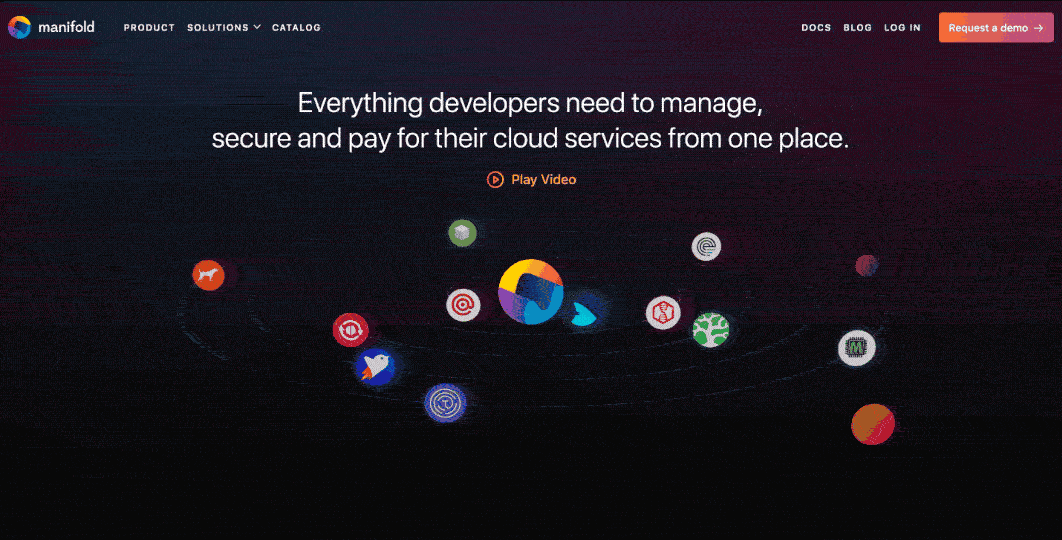 manifold
PRODUCT
SOLUTIONS
CATALOG
DOCS
BLOG
LOG IN
Request a demo →
Everything developers need to manage,
secure and pay for their cloud services from one place.
Play Video
M